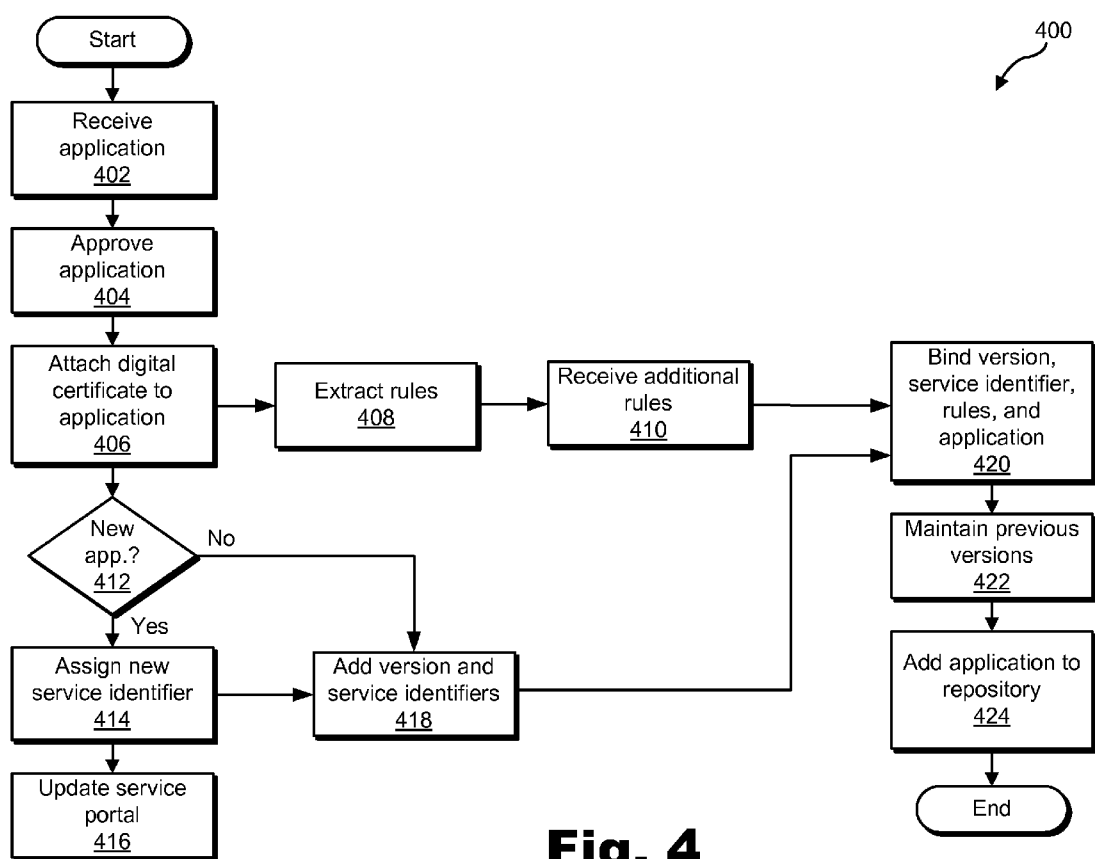 Start
400
Receive
application
402
Approve
application
404
Attach digital
certificate to
application
406
Extract rules
408
Receive additional
rules
410
Bind version,
service identifier,
rules, and
application
420
New
app.?
412
No
Yes
Maintain previous
versions
422
Assign new
service identifier
414
Add version and
service identifiers
418
Add application to
repository
424
Update service
portal
416
End
Fig. 4